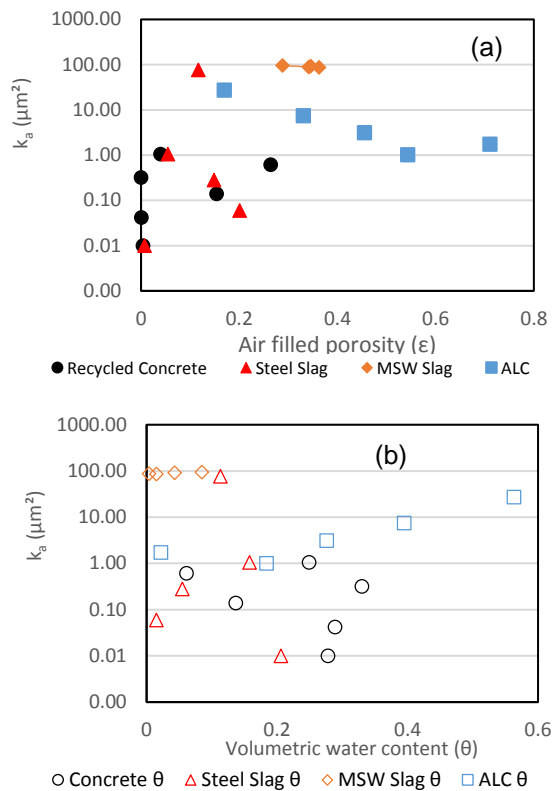 (a)
kₐ (µm²)
1000.00
100.00
10.00
1.00
0.10
0.01
0.00
0 0.2 0.4 0.6 0.8
Air filled porosity (ε)
Recycled Concrete Steel Slag MSW Slag ALC
(b)
kₐ (µm²)
1000.00
100.00
10.00
1.00
0.10
0.01
0.00
0 0.2 0.4 0.6
Volumetric water content (θ)
Concrete θ Steel Slag θ MSW Slag θ ALC θ